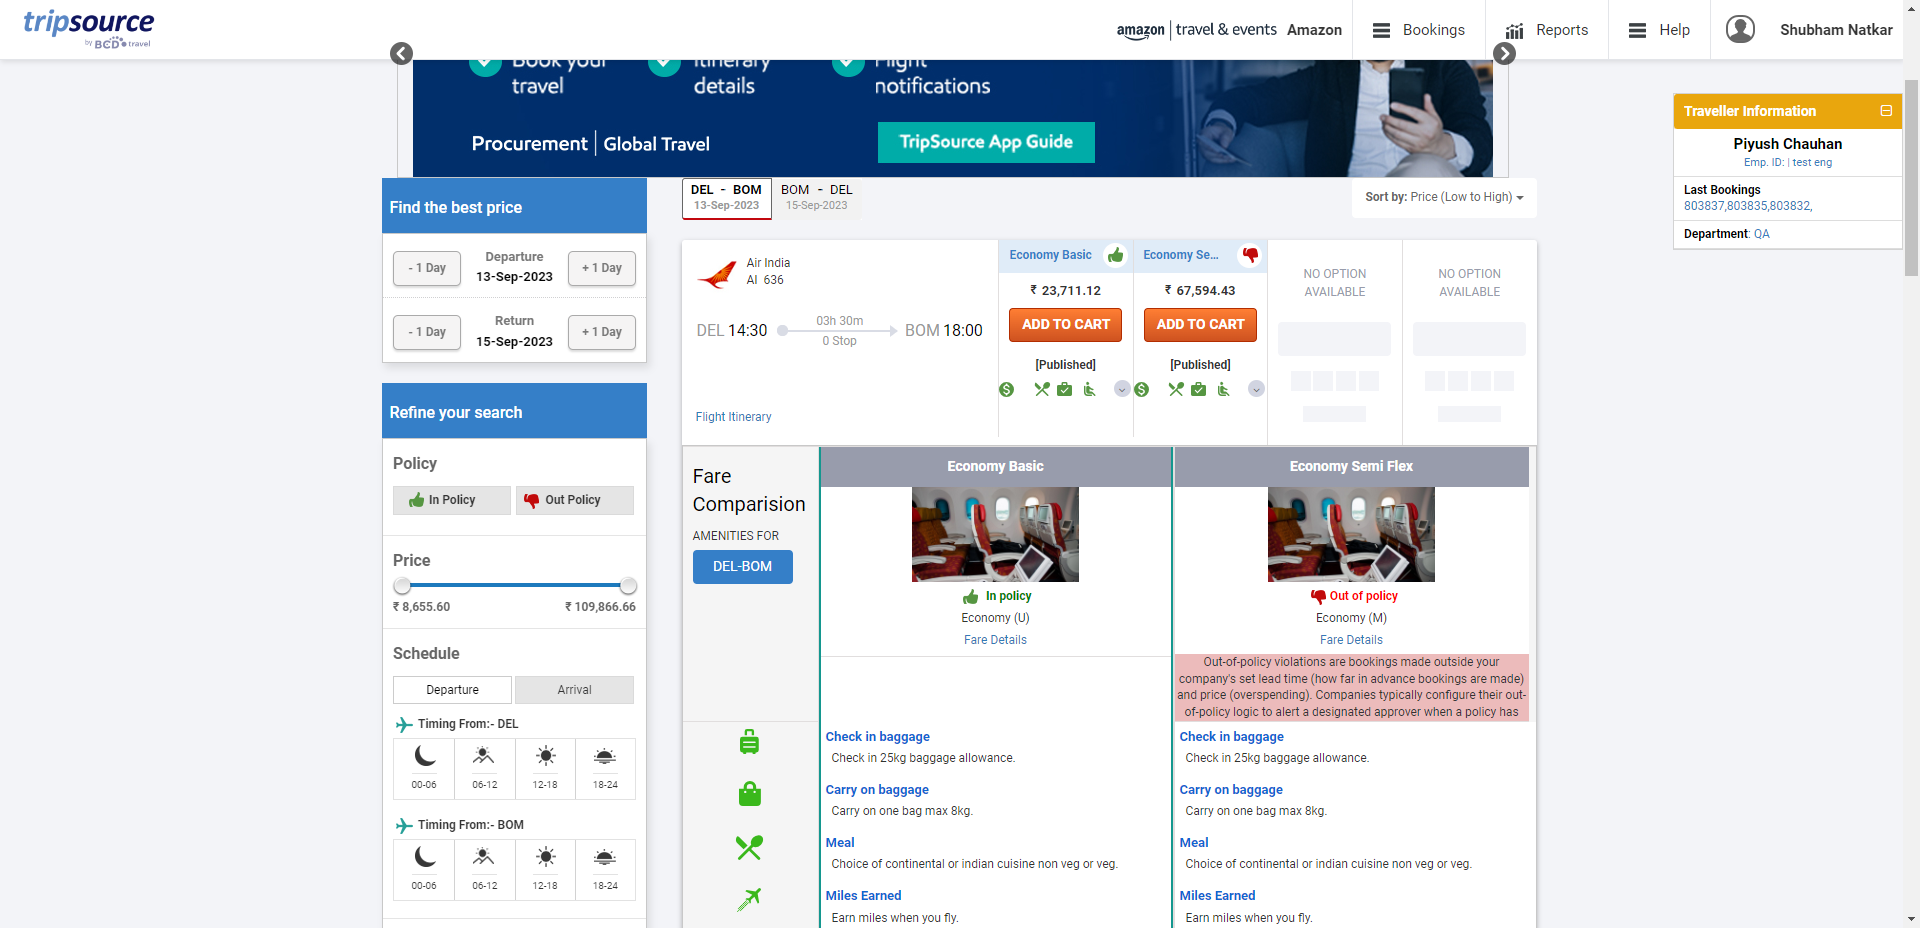 tripsource
by BCD travel
amazon | travel & events Amazon
Bookings
Reports
Help
Shubham Natkar
Book your
travel
Itinerary
details
Flight
notifications
Procurement | Global Travel
TripSource App Guide
Traveller Information
Piyush Chauhan
Emp. ID: | test eng
Last Bookings
803837,803835,803832,
Department: QA
Find the best price
- 1 Day
Departure
13-Sep-2023
+ 1 Day
- 1 Day
Return
15-Sep-2023
+ 1 Day
Refine your search
Policy
In Policy
Out Policy
Price
₹ 8,655.60
₹ 109,866.66
Schedule
Departure
Arrival
Timing From:- DEL
00-06
06-12
12-18
18-24
Timing From:- BOM
00-06
06-12
12-18
18-24
DEL - BOM
13-Sep-2023
BOM - DEL
15-Sep-2023
Sort by: Price (Low to High)
Air India
AI 636
DEL 14:30
03h 30m
0 Stop
BOM 18:00
Flight Itinerary
Economy Basic
₹ 23,711.12
ADD TO CART
[Published]
Economy Se...
₹ 67,594.43
ADD TO CART
[Published]
NO OPTION
AVAILABLE
NO OPTION
AVAILABLE
Fare
Comparision
AMENITIES FOR
DEL-BOM
Economy Basic
In policy
Economy (U)
Fare Details
Check in baggage
Check in 25kg baggage allowance.
Carry on baggage
Carry on one bag max 8kg.
Meal
Choice of continental or indian cuisine non veg or veg.
Miles Earned
Earn miles when you fly.
Economy Semi Flex
Out of policy
Economy (M)
Fare Details
Out-of-policy violations are bookings made outside your
company's set lead time (how far in advance bookings are made)
and price (overspending). Companies typically configure their out-
of-policy logic to alert a designated approver when a policy has
Check in baggage
Check in 25kg baggage allowance.
Carry on baggage
Carry on one bag max 8kg.
Meal
Choice of continental or indian cuisine non veg or veg.
Miles Earned
Earn miles when you fly.